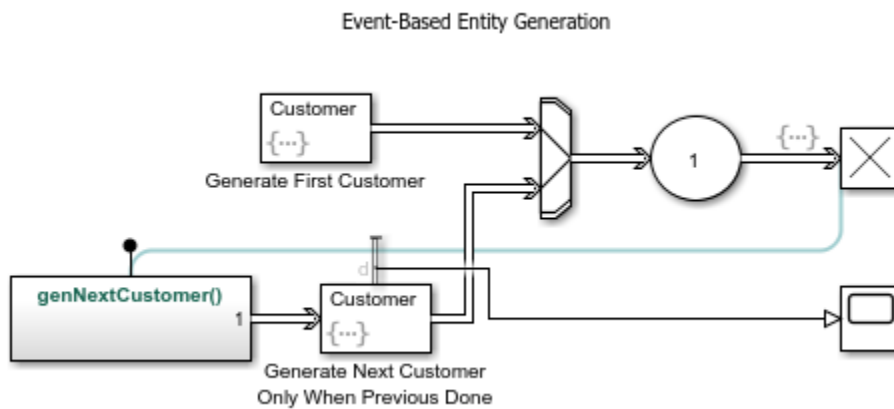 Event-Based Entity Generation
Customer
{...}
Generate First Customer
1
{...}
genNextCustomer()
1
d
Customer
{...}
Generate Next Customer
Only When Previous Done